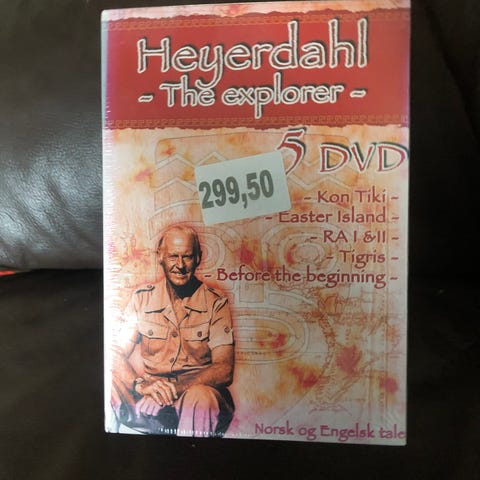 Heyerdahl
- The explorer -
5 DVD
299,50
- Kon Tiki -
- Easter Island -
- RA I & II -
- Tigris -
- Before the beginning -
Norsk og Engelsk tale